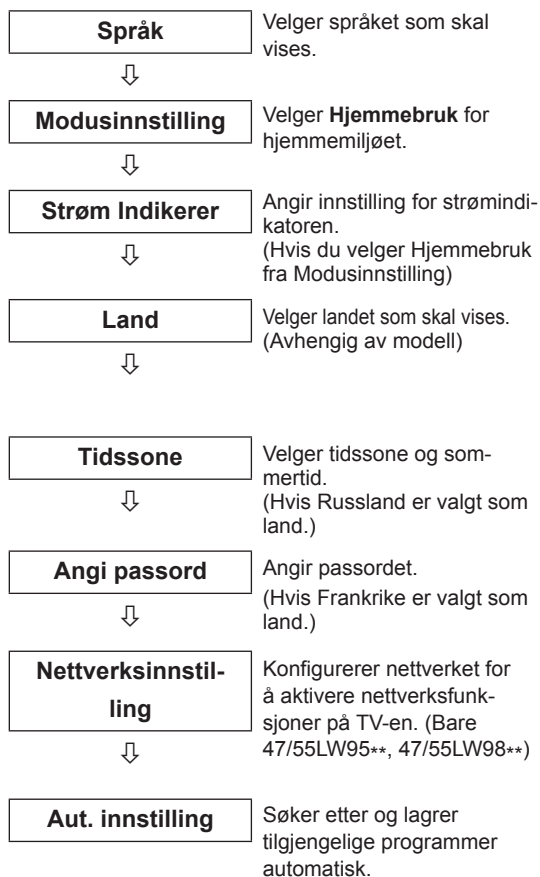 Språk
Velger språket som skal
vises.
⇩
Modusinnstilling
Velger Hjemmebruk for
hjemmemiljøet.
⇩
Strøm Indikerer
Angir innstilling for strømindi-
katoren.
(Hvis du velger Hjemmebruk
fra Modusinnstilling)
⇩
Land
Velger landet som skal vises.
(Avhengig av modell)
⇩
Tidssone
Velger tidssone og som-
mertid.
(Hvis Russland er valgt som
land.)
⇩
Angi passord
Angir passordet.
(Hvis Frankrike er valgt som
land.)
⇩
Nettverksinnstil-
ling
Konfigurerer nettverket for
å aktivere nettverksfunk-
sjoner på TV-en. (Bare
47/55LW95**, 47/55LW98**)
⇩
Aut. innstilling
Søker etter og lagrer
tilgjengelige programmer
automatisk.